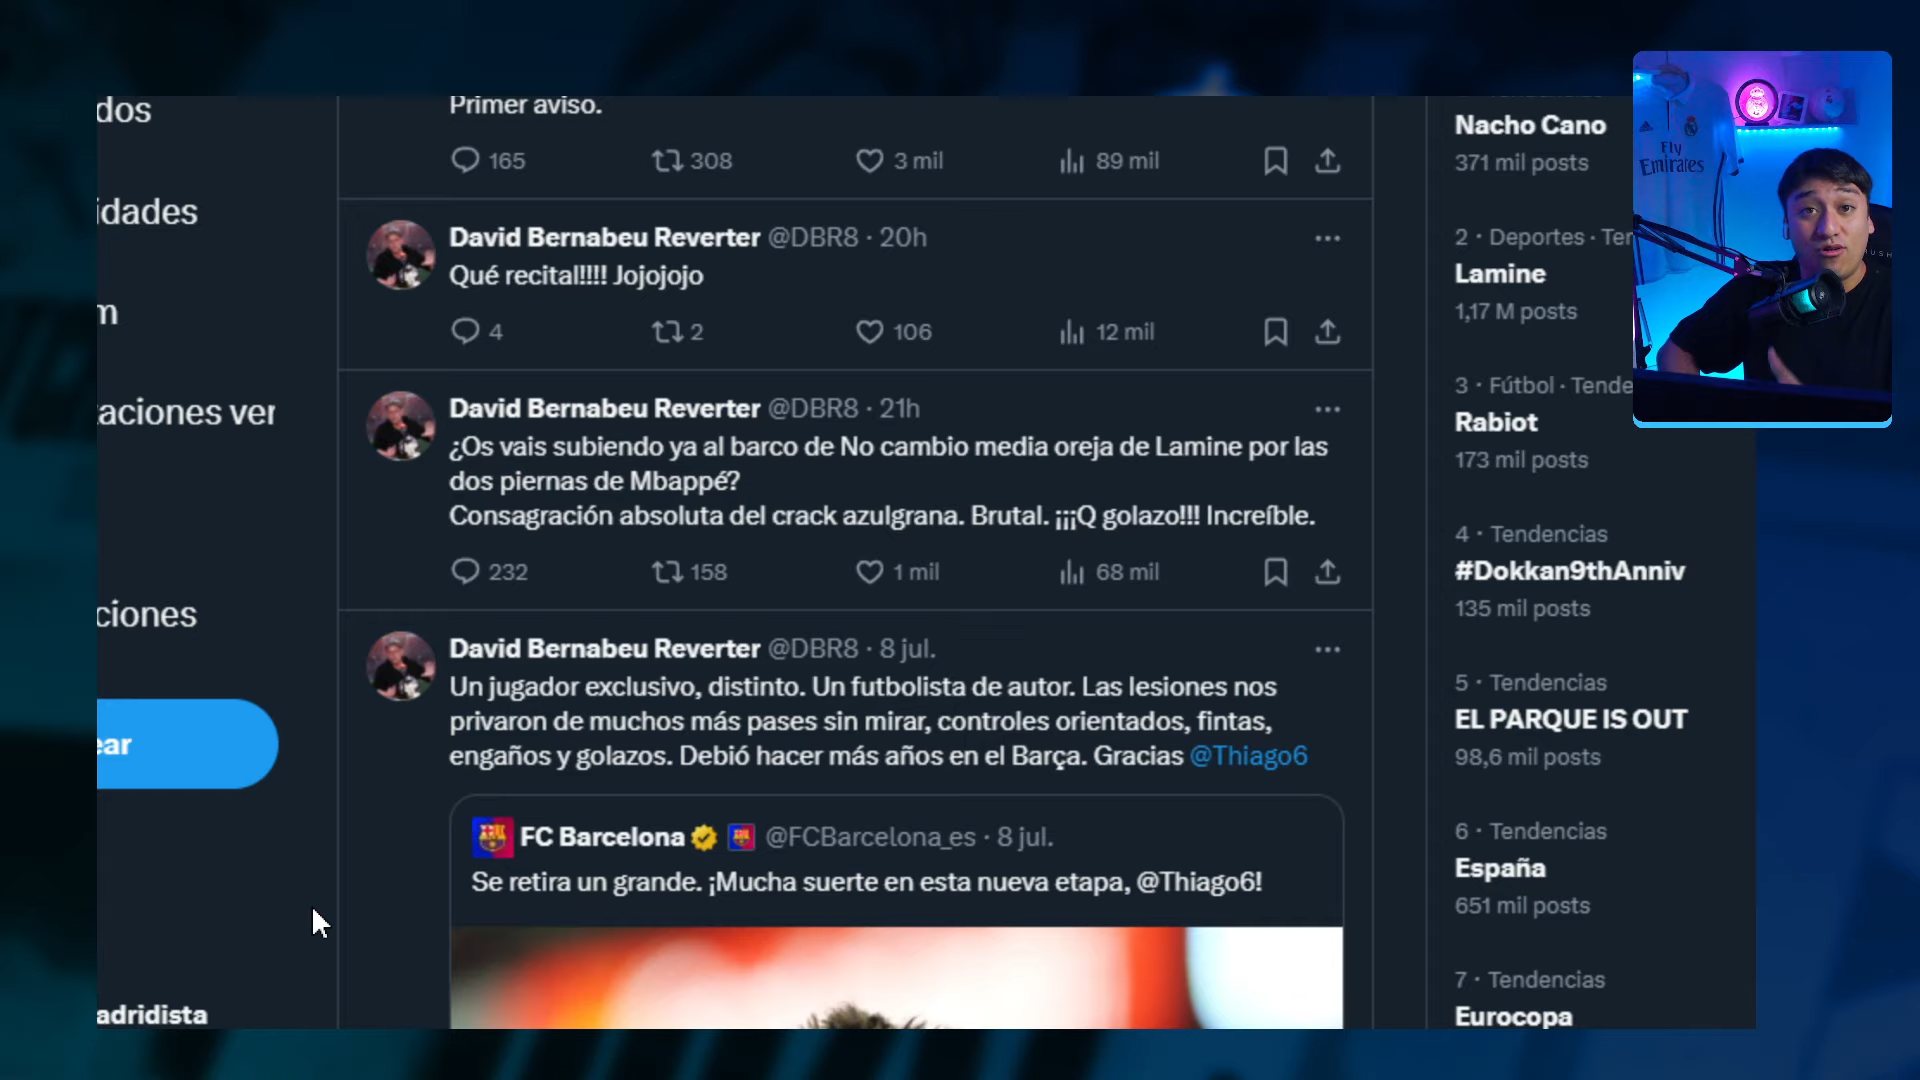 dos
idades
m
taciones ver
ciones
ear
adridista
Primer aviso.
165 308 3 mil 89 mil
David Bernabeu Reverter @DBR8 · 20h
Qué recital!!!! Jojojojo
4 2 106 12 mil
David Bernabeu Reverter @DBR8 · 21h
¿Os vais subiendo ya al barco de No cambio media oreja de Lamine por las
dos piernas de Mbappé?
Consagración absoluta del crack azulgrana. Brutal. ¡¡¡Q golazo!!! Increíble.
232 158 1 mil 68 mil
David Bernabeu Reverter @DBR8 · 8 jul.
Un jugador exclusivo, distinto. Un futbolista de autor. Las lesiones nos
privaron de muchos más pases sin mirar, controles orientados, fintas,
engaños y golazos. Debió hacer más años en el Barça. Gracias @Thiago6
FC Barcelona @FCBarcelona_es · 8 jul.
Se retira un grande. ¡Mucha suerte en esta nueva etapa, @Thiago6!
Nacho Cano
371 mil posts
2 · Deportes · Ter
Lamine
1,17 M posts
3 · Fútbol · Tende
Rabiot
173 mil posts
4 · Tendencias
#Dokkan9thAnniv
135 mil posts
5 · Tendencias
EL PARQUE IS OUT
98,6 mil posts
6 · Tendencias
España
651 mil posts
7 · Tendencias
Eurocopa
Fly
Emirates